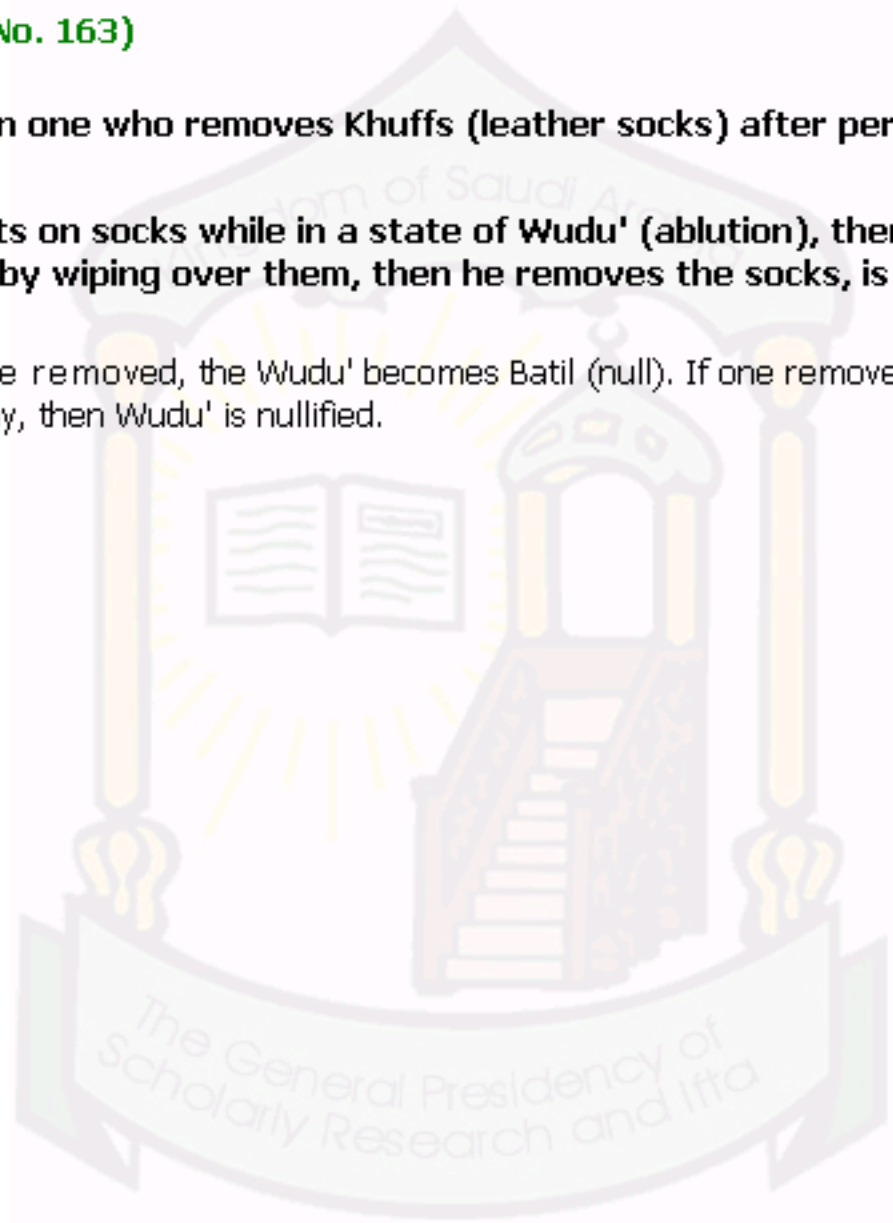 No. 163)
n one who removes Khuffs (leather socks) after per
ts on socks while in a state of Wudu' (ablution), then
by wiping over them, then he removes the socks, is
e removed, the Wudu' becomes Batil (null). If one remove
y, then Wudu' is nullified.
Kingdom of Saudi Arabia
The General Presidency of
Scholarly Research and Ifta